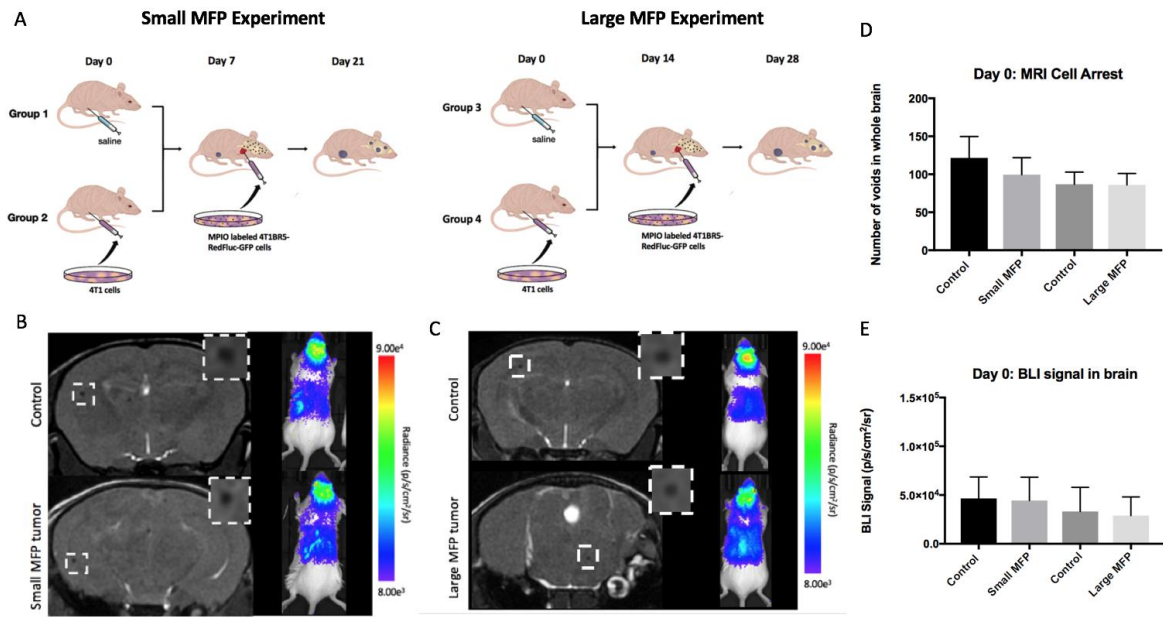 A
Small MFP Experiment
Day 0
Day 7
Day 21
Group 1
saline
Group 2
4T1 cells
MPIO labeled 4T1BR5-
RedFluc-GFP cells
Large MFP Experiment
Day 0
Day 14
Day 28
Group 3
saline
Group 4
4T1 cells
MPIO labeled 4T1BR5-
RedFluc-GFP cells
B
Control
Small MFP tumor
9.00e⁴
Radiance (p/s/cm²/sr)
8.00e³
C
Control
Large MFP tumor
9.00e⁴
Radiance (p/s/cm²/sr)
8.00e³
D
Day 0: MRI Cell Arrest
Number of voids in whole brain
200
150
100
50
0
Control
Small MFP
Control
Large MFP
E
Day 0: BLI signal in brain
BLI Signal (p/s/cm²/sr)
1.5×10⁵
1.0×10⁵
5.0×10⁴
0.0
Control
Small MFP
Control
Large MFP